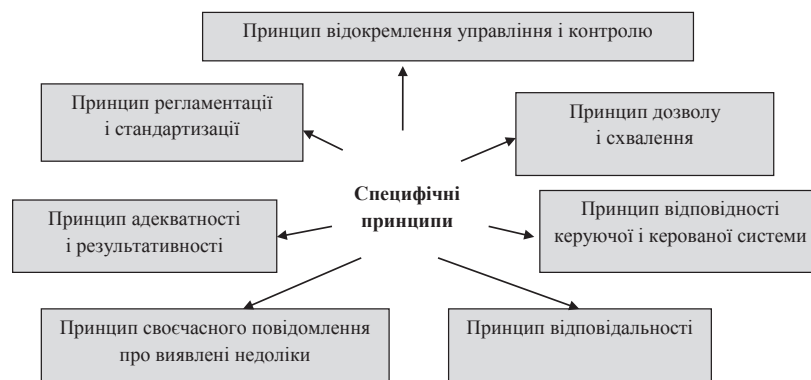 Принцип відокремлення управління і контролю
Принцип регламентації
і стандартизації
Принцип дозволу
і схвалення
Специфічні
принципи
Принцип адекватності
і результативності
Принцип відповідності
керуючої і керованої системи
Принцип своєчасного повідомлення
про виявлені недоліки
Принцип відповідальності